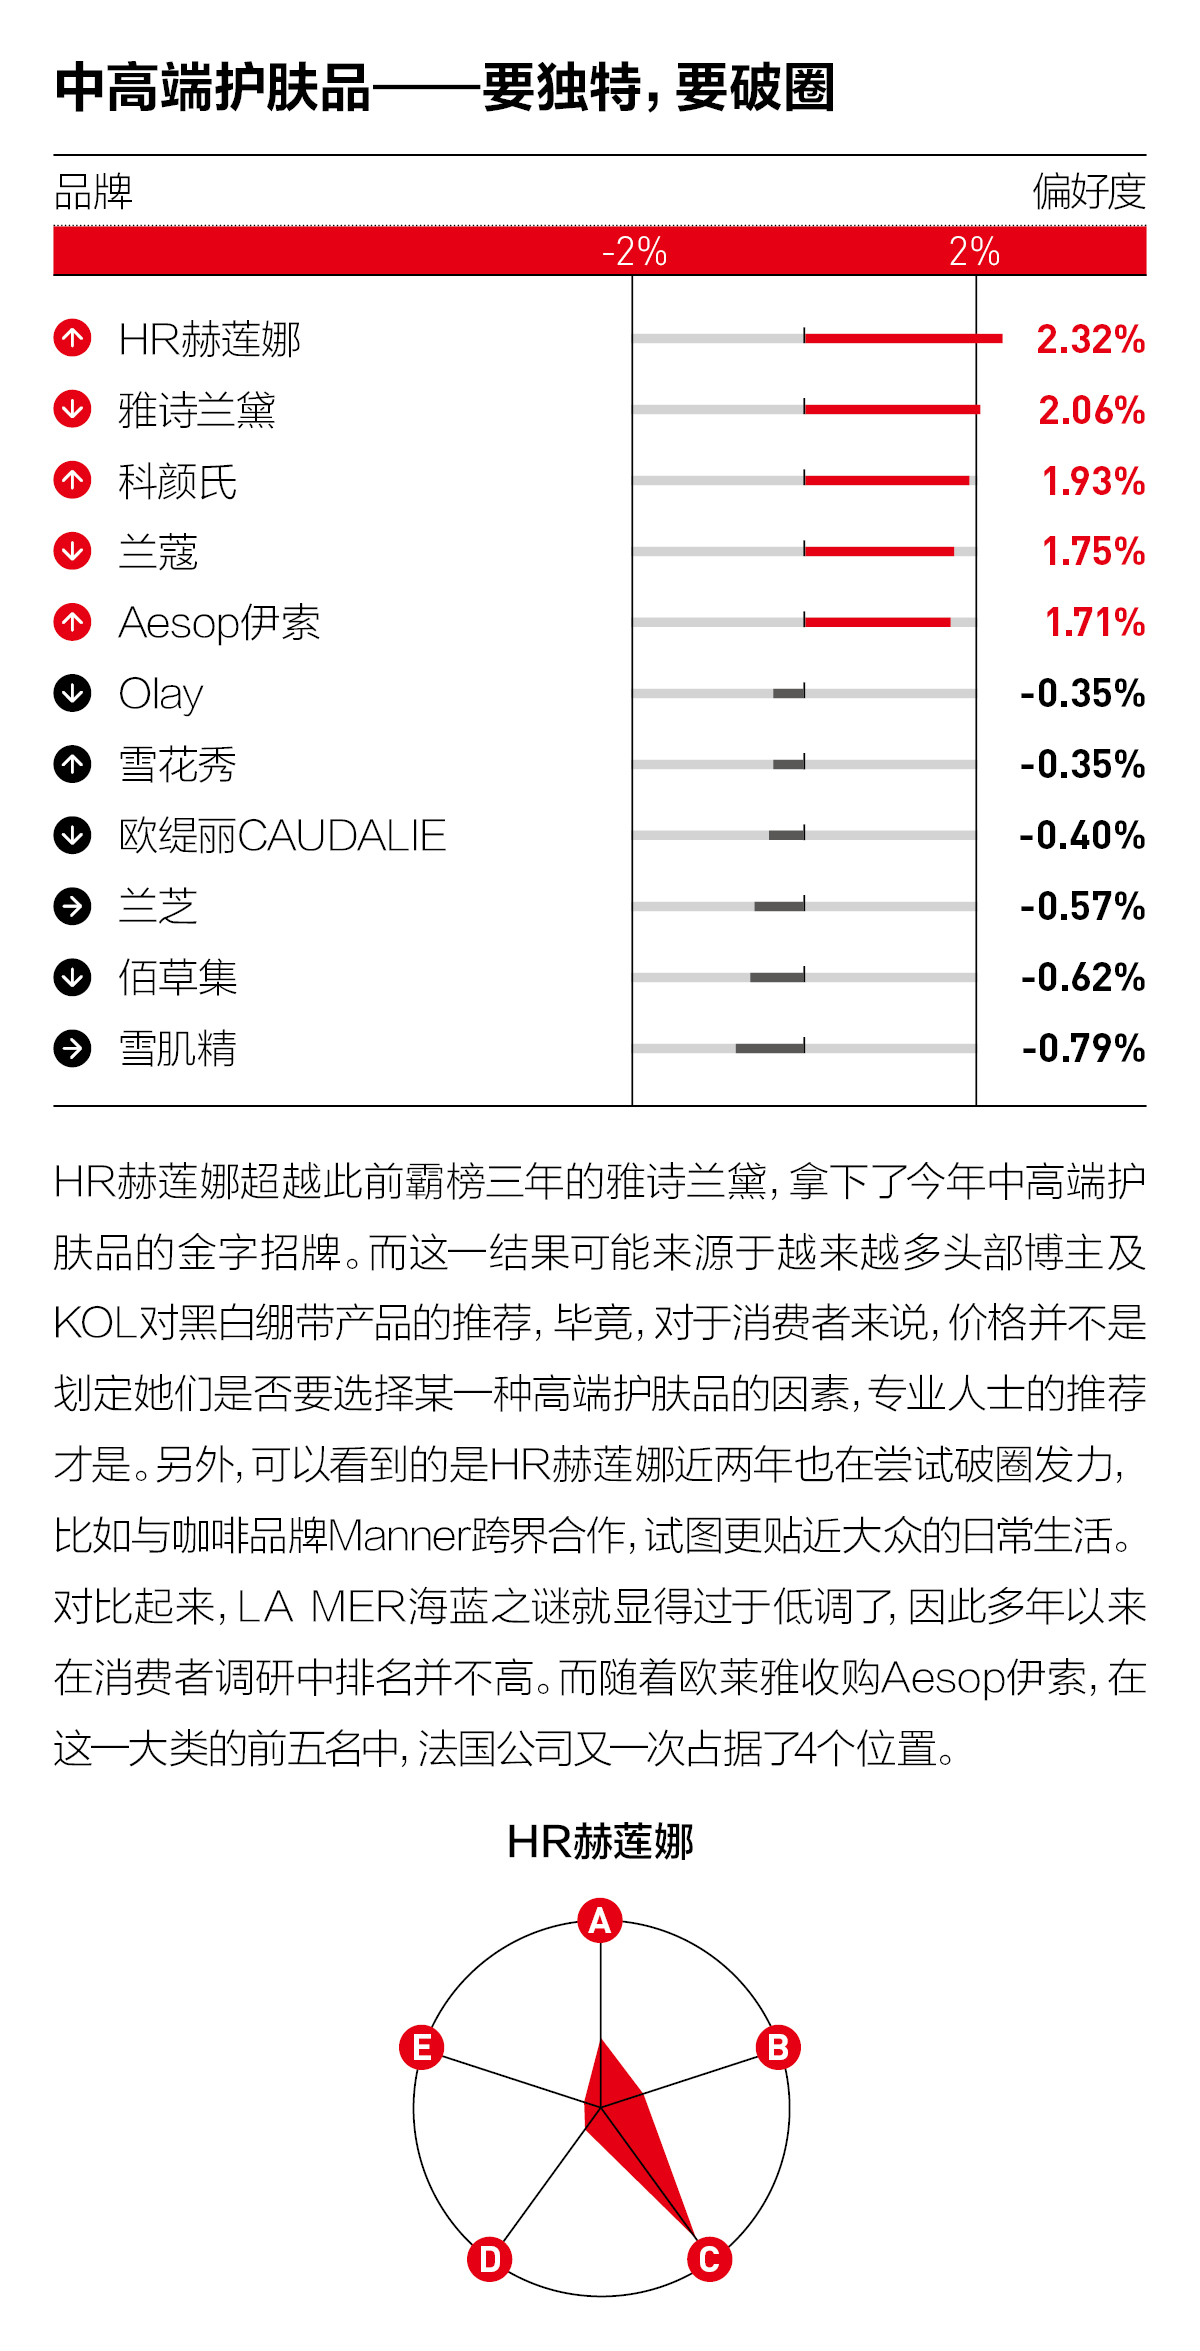 中高端护肤品——要独特，要破圈
品牌 偏好度
-2% 2%
HR赫莲娜 2.32%
雅诗兰黛 2.06%
科颜氏 1.93%
兰蔻 1.75%
Aesop伊索 1.71%
Olay -0.35%
雪花秀 -0.35%
欧缇丽CAUDALIE -0.40%
兰芝 -0.57%
佰草集 -0.62%
雪肌精 -0.79%
HR赫莲娜超越此前霸榜三年的雅诗兰黛，拿下了今年中高端护
肤品的金字招牌。而这一结果可能来源于越来越多头部博主及
KOL对黑白绷带产品的推荐，毕竟，对于消费者来说，价格并不是
划定她们是否要选择某一种高端护肤品的因素，专业人士的推荐
才是。另外，可以看到的是HR赫莲娜近两年也在尝试破圈发力，
比如与咖啡品牌Manner跨界合作，试图更贴近大众的日常生活。
对比起来，LA MER海蓝之谜就显得过于低调了，因此多年以来
在消费者调研中排名并不高。而随着欧莱雅收购Aesop伊索，在
这一大类的前五名中，法国公司又一次占据了4个位置。
HR赫莲娜
A
E B
D C